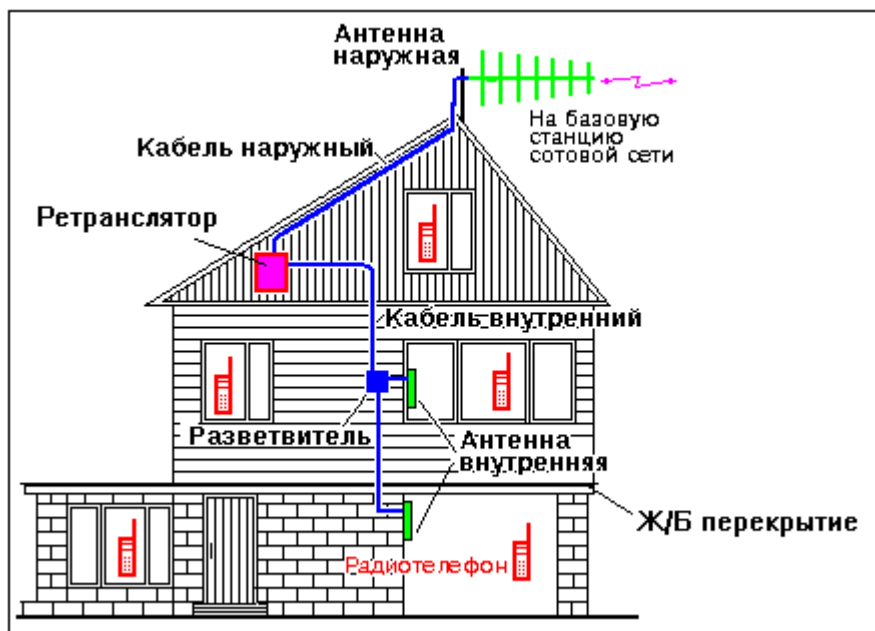 Антенна
наружная
На базовую
станцию
сотовой сети
Кабель наружный
Ретранслятор
Кабель внутренний
Разветвитель
Антенна
внутренняя
Ж/Б перекрытие
Радиотелефон